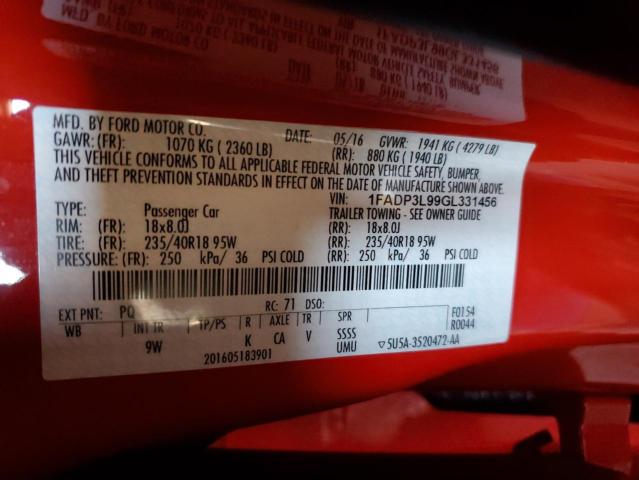 MFD. BY FORD MOTOR CO.
DATE: 05/16 GVWR: 1941 KG ( 4279 LB)
GAWR: (FR): 1070 KG ( 2360 LB) (RR): 880 KG ( 1940 LB)
THIS VEHICLE CONFORMS TO ALL APPLICABLE FEDERAL MOTOR VEHICLE SAFETY, BUMPER,
AND THEFT PREVENTION STANDARDS IN EFFECT ON THE DATE OF MANUFACTURE SHOWN ABOVE.
VIN: 1FADP3L99GL331456
TYPE: Passenger Car TRAILER TOWING - SEE OWNER GUIDE
RIM: (FR): 18x8.0J (RR): 18x8.0J
TIRE: (FR): 235/40R18 95W (RR): 235/40R18 95W
PRESSURE: (FR): 250 kPa/ 36 PSI COLD (RR): 250 kPa/ 36 PSI COLD
EXT PNT: PQ RC: 71 DSO: F0154
WB INT TR TP/PS R AXLE TR SPR R0044
9W K CA V SSSS
201605183901 UMU ▽5U5A-3520472-AA